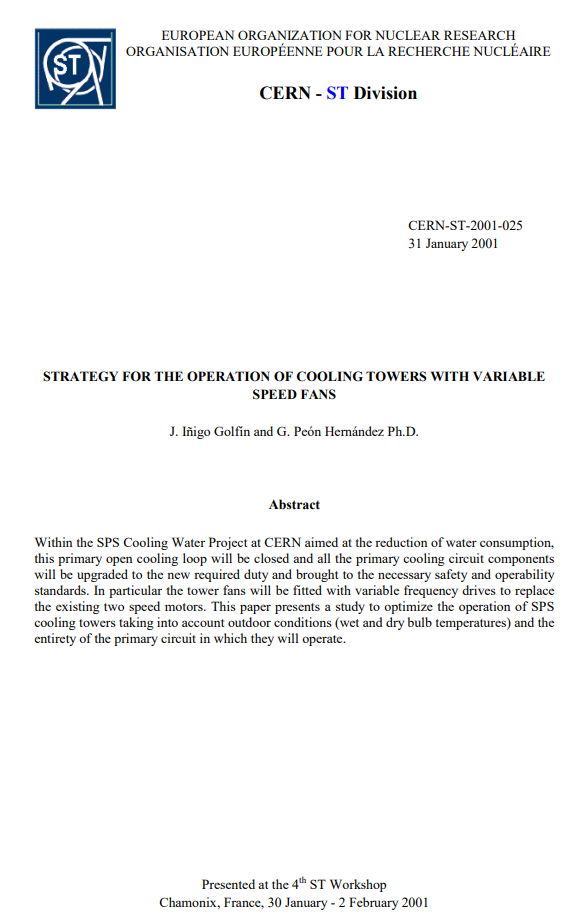 EUROPEAN ORGANIZATION FOR NUCLEAR RESEARCH
ORGANISATION EUROPÉENNE POUR LA RECHERCHE NUCLÉAIRE
ST
CERN - ST Division
CERN-ST-2001-025
31 January 2001
STRATEGY FOR THE OPERATION OF COOLING TOWERS WITH VARIABLE
SPEED FANS
J. Iñigo Golfín and G. Peón Hernández Ph.D.
Abstract
Within the SPS Cooling Water Project at CERN aimed at the reduction of water consumption,
this primary open cooling loop will be closed and all the primary cooling circuit components
will be upgraded to the new required duty and brought to the necessary safety and operability
standards. In particular the tower fans will be fitted with variable frequency drives to replace
the existing two speed motors. This paper presents a study to optimize the operation of SPS
cooling towers taking into account outdoor conditions (wet and dry bulb temperatures) and the
entirety of the primary circuit in which they will operate.
Presented at the 4th ST Workshop
Chamonix, France, 30 January - 2 February 2001